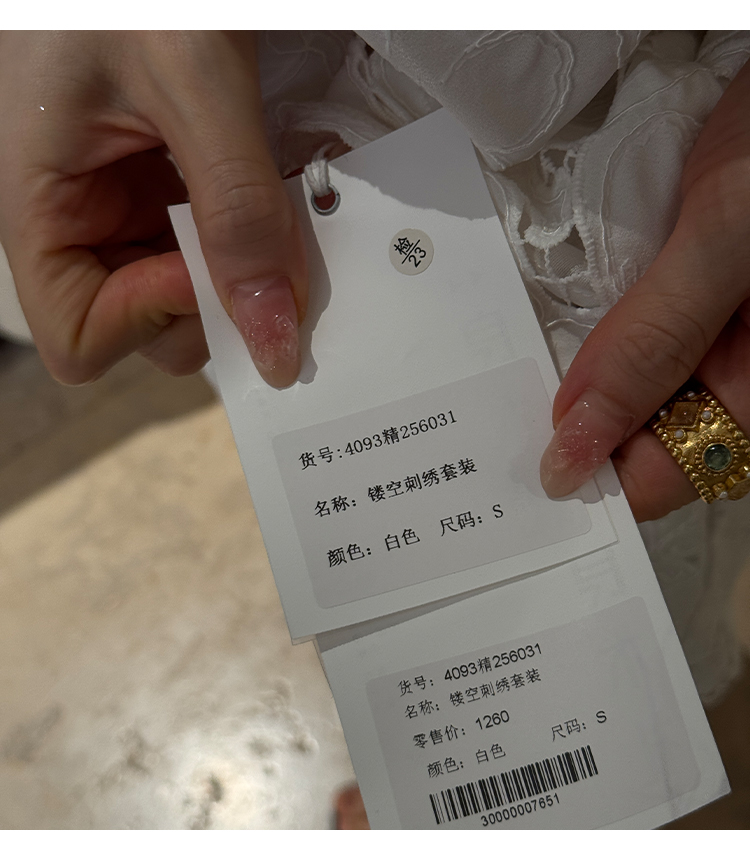 检
23
货号:4093精256031
名称：镂空刺绣套装
颜色：白色 尺码：S
货号：4093精256031
名称：镂空刺绣套装
零售价：1260
颜色：白色 尺码：S
30000007651